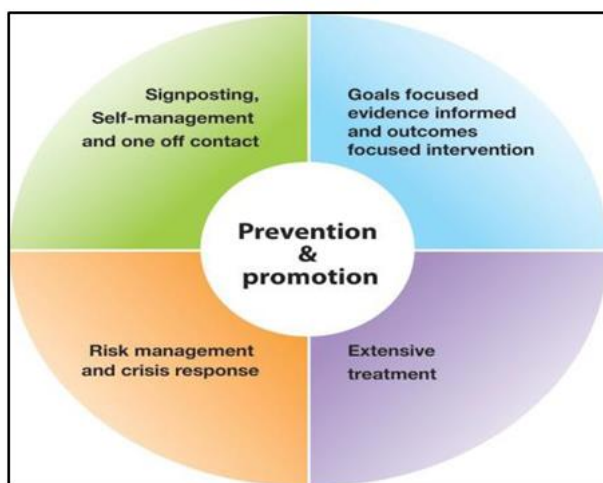 Signposting,
Self-management
and one off contact
Goals focused
evidence informed
and outcomes
focused intervention
Prevention
&
promotion
Risk management
and crisis response
Extensive
treatment